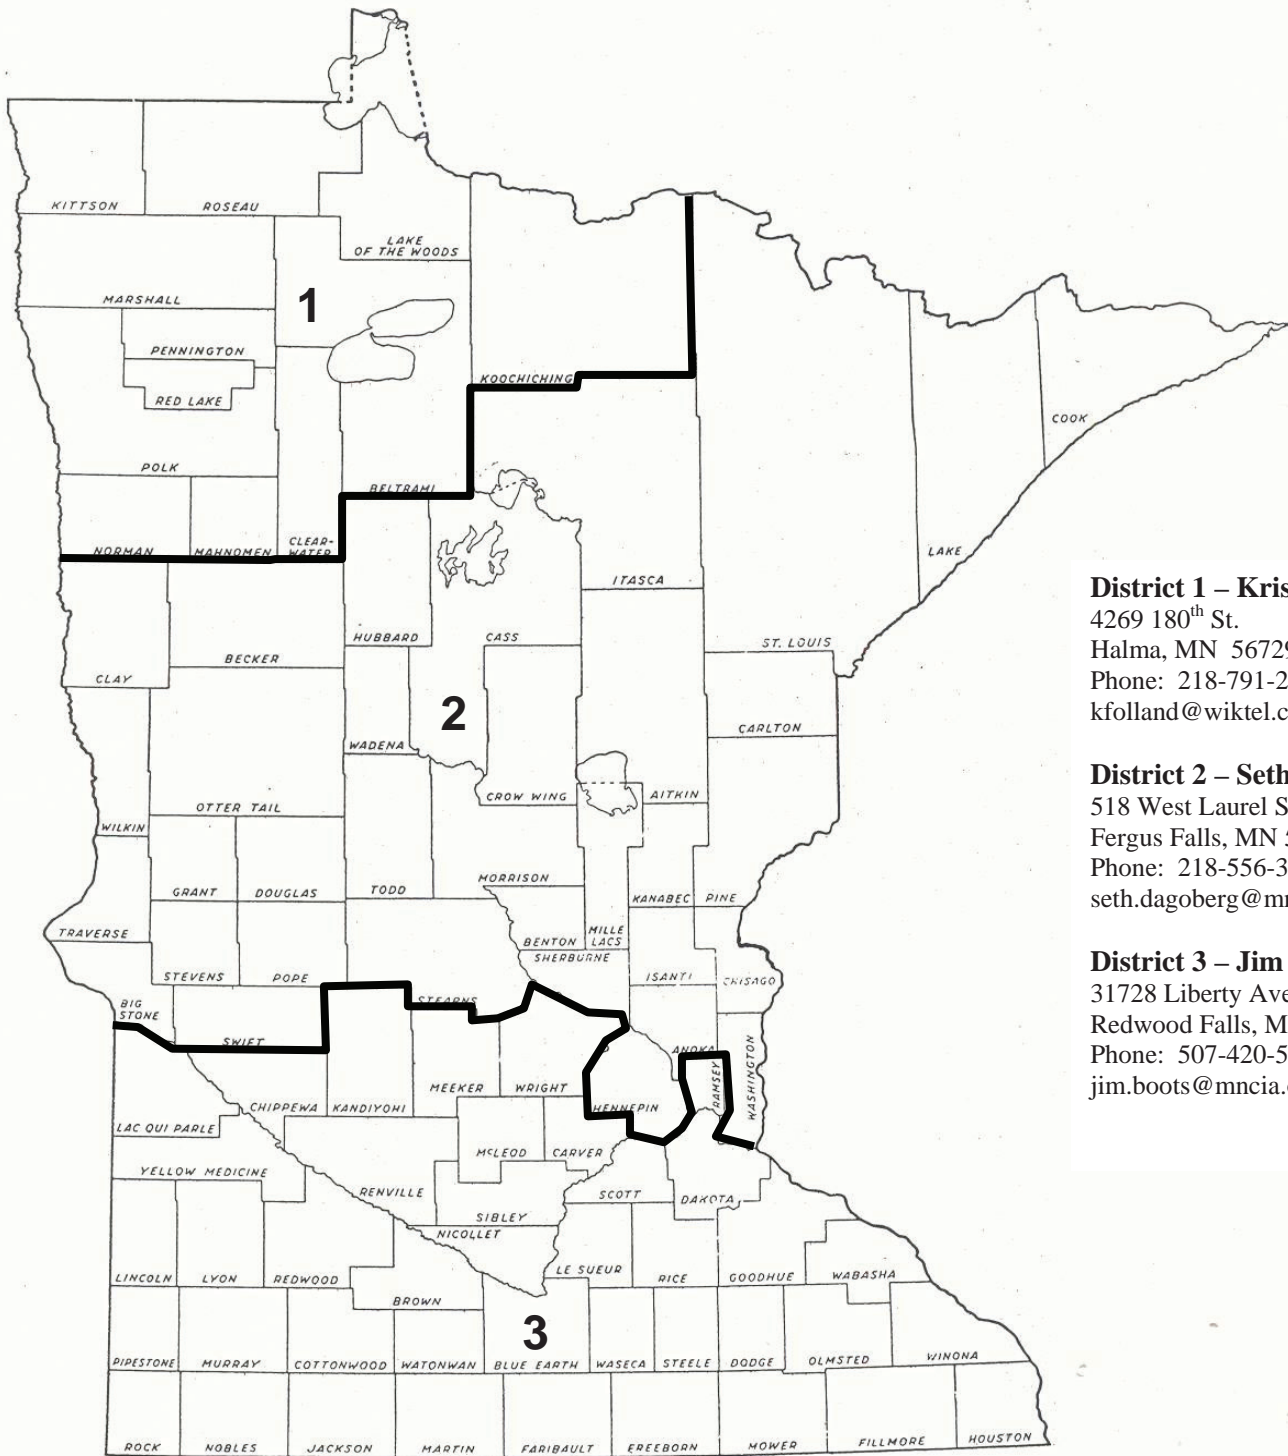 KITTSON
ROSEAU
LAKE
OF THE WOODS
MARSHALL
1
PENNINGTON
RED LAKE
KOOCHICHING
COOK
POLK
BELTRAMI
NORMAN
MAHNOMEN
CLEAR-
WATER
LAKE
ITASCA
HUBBARD
CASS
ST. LOUIS
BECKER
CLAY
2
CARLTON
WADENA
CROW WING
AITKIN
OTTER TAIL
WILKIN
MORRISON
GRANT
DOUGLAS
TODD
KANABEC
PINE
TRAVERSE
BENTON
MILLE
LACS
SHERBURNE
STEVENS
POPE
ISANTI
CHISAGO
BIG
STONE
STEARNS
SWIFT
ANOKA
WASHINGTON
RAMSEY
MEEKER
WRIGHT
HENNEPIN
CHIPPEWA
KANDIYOHI
LAC QUI PARLE
McLEOD
CARVER
YELLOW MEDICINE
RENVILLE
SCOTT
DAKOTA
SIBLEY
NICOLLET
LE SUEUR
LINCOLN
LYON
REDWOOD
RICE
GOODHUE
WABASHA
BROWN
3
PIPESTONE
MURRAY
COTTONWOOD
WATONWAN
BLUE EARTH
WASECA
STEELE
DODGE
OLMSTED
WINONA
ROCK
NOBLES
JACKSON
MARTIN
FARIBAULT
FREEBORN
MOWER
FILLMORE
HOUSTON
District 1 – Kris
4269 180th St.
Halma, MN 56729
Phone: 218-791-2
kfolland@wiktel.c
District 2 – Seth
518 West Laurel S
Fergus Falls, MN 5
Phone: 218-556-3
seth.dagoberg@mn
District 3 – Jim
31728 Liberty Ave
Redwood Falls, M
Phone: 507-420-5
jim.boots@mncia.